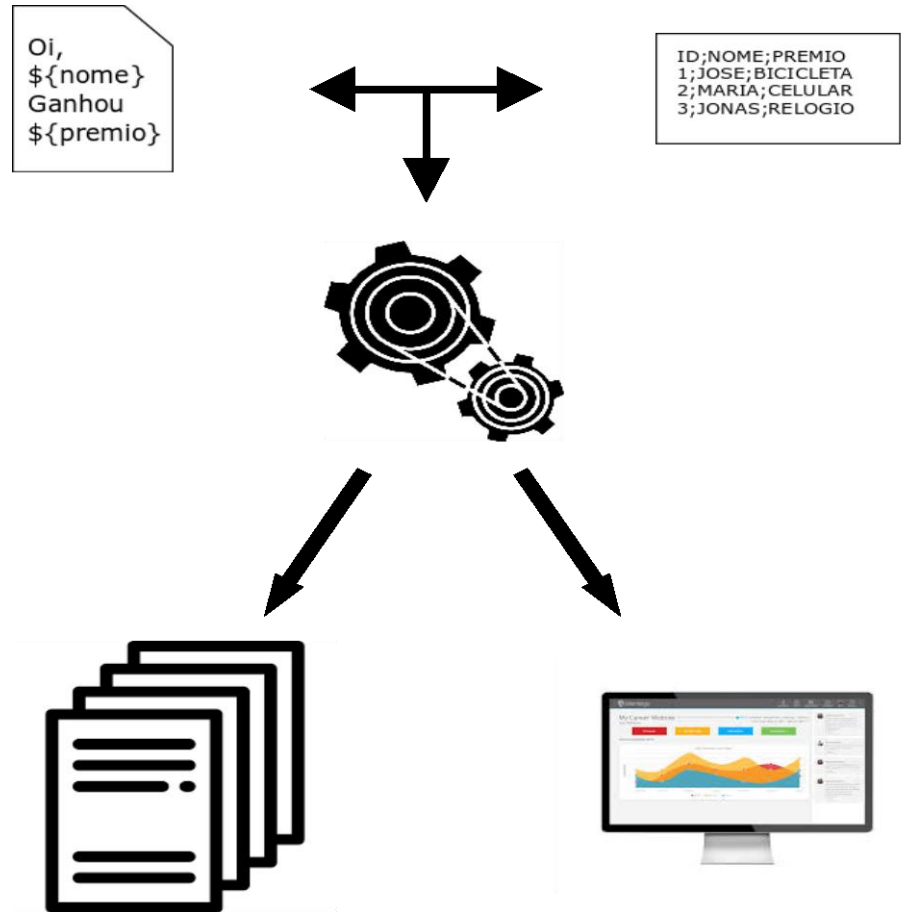 Oi,
${nome}
Ganhou
${premio}
ID;NOME;PREMIO
1;JOSE;BICICLETA
2;MARIA;CELULAR
3;JONAS;RELOGIO